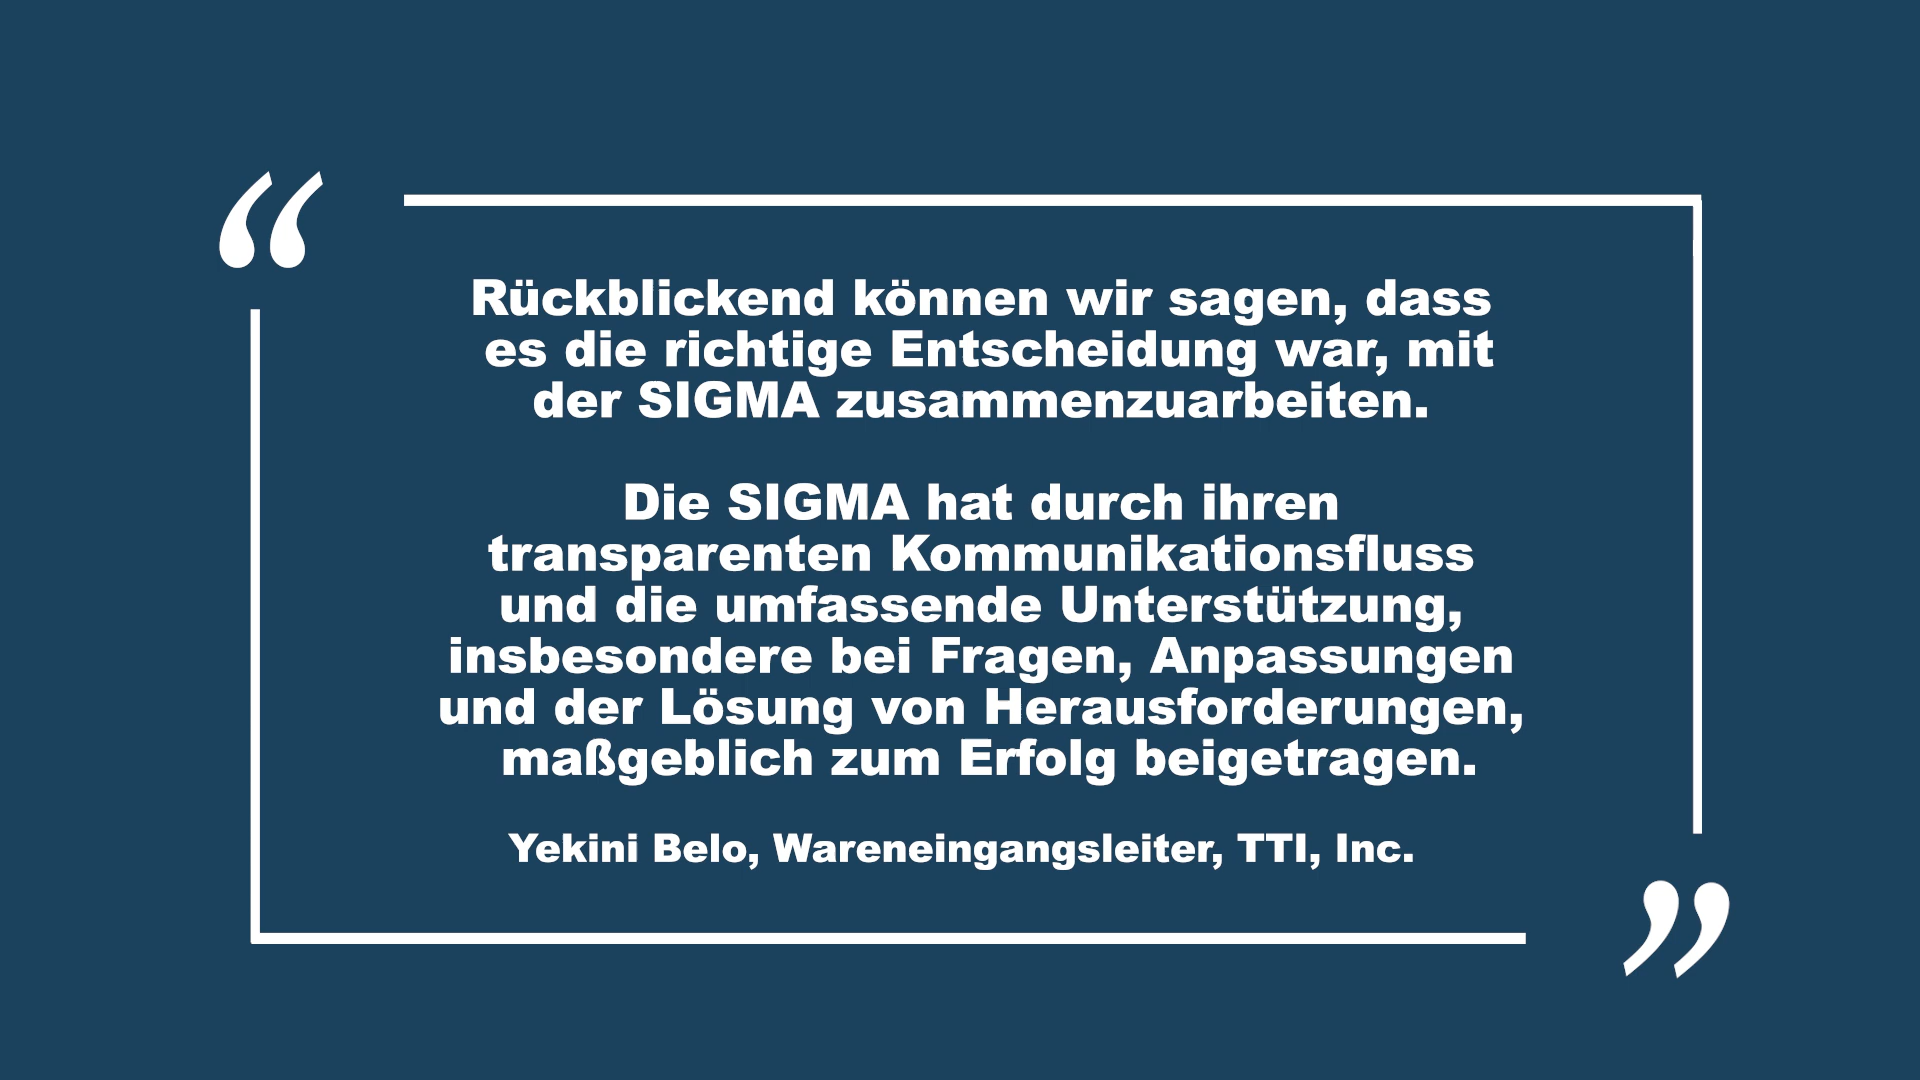 “
Rückblickend können wir sagen, dass
es die richtige Entscheidung war, mit
der SIGMA zusammenzuarbeiten.
Die SIGMA hat durch ihren
transparenten Kommunikationsfluss
und die umfassende Unterstützung,
insbesondere bei Fragen, Anpassungen
und der Lösung von Herausforderungen,
maßgeblich zum Erfolg beigetragen.
Yekini Belo, Wareneingangsleiter, TTI, Inc.
”